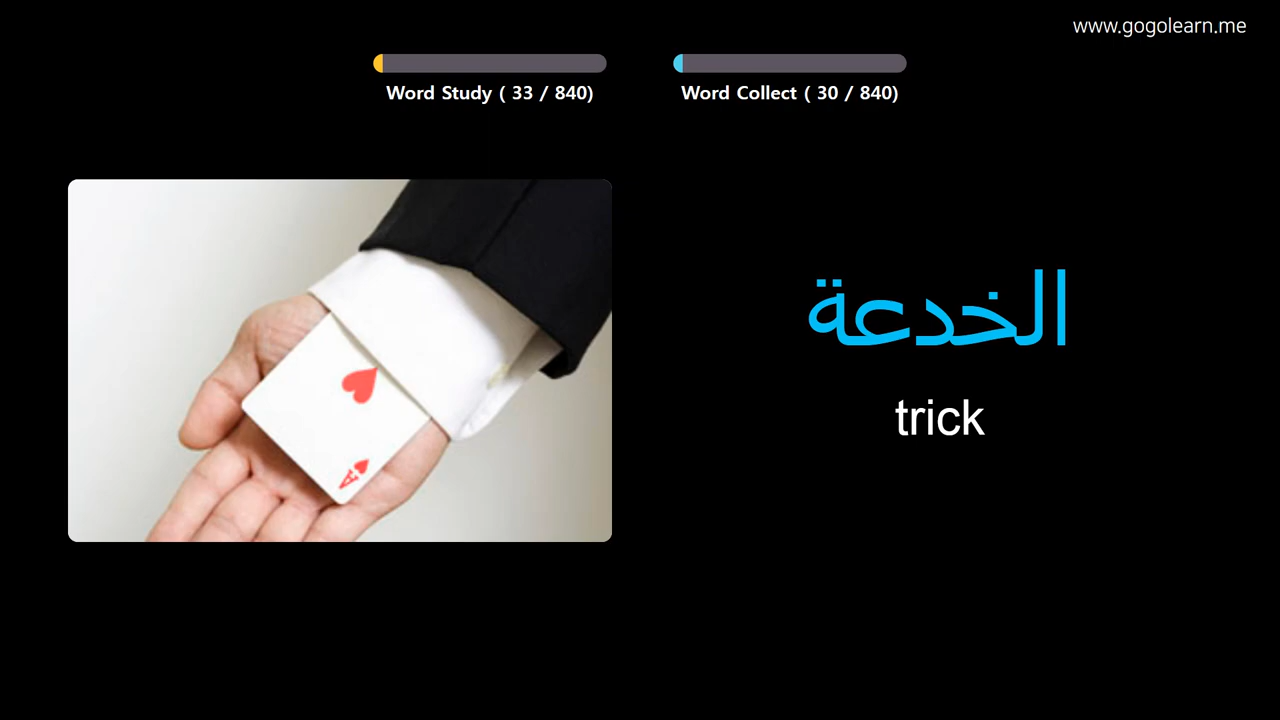 www.gogolearn.me
Word Study ( 33 / 840)
Word Collect ( 30 / 840)
الخدعة
trick
A